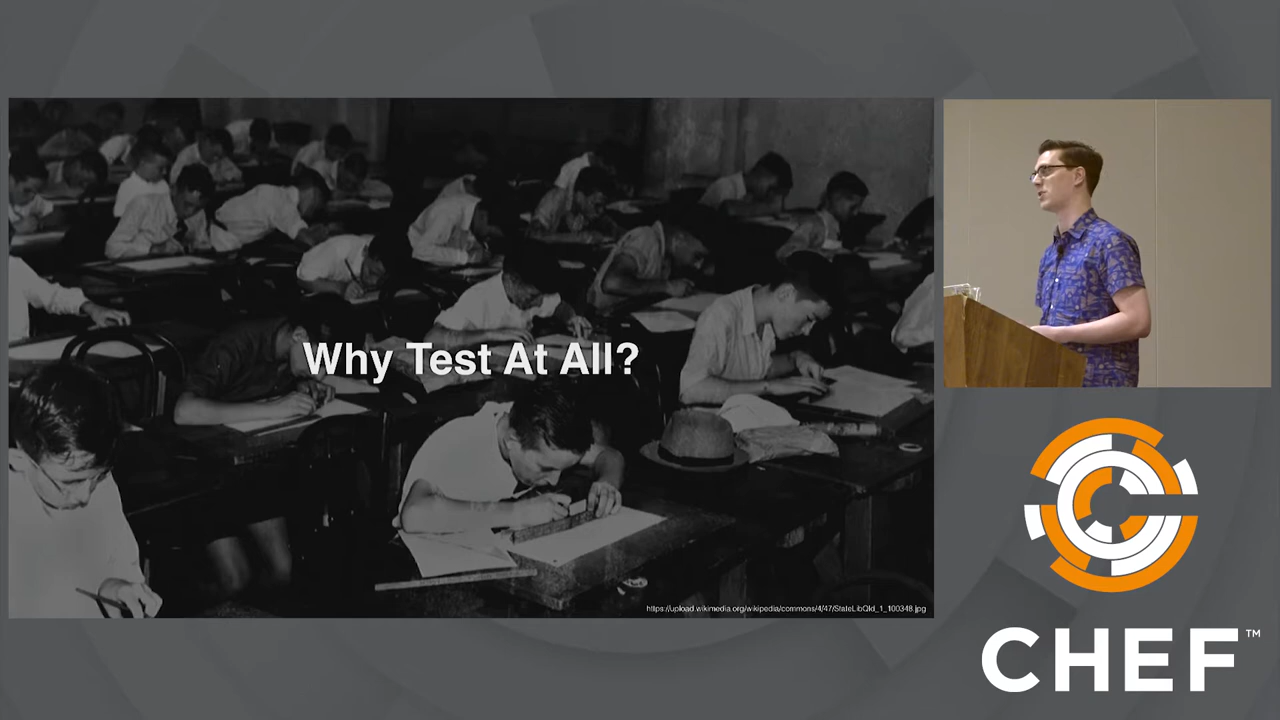 Why Test At All?
https://upload.wikimedia.org/wikipedia/commons/4/47/StateLibQld_1_100348.jpg
CHEF™